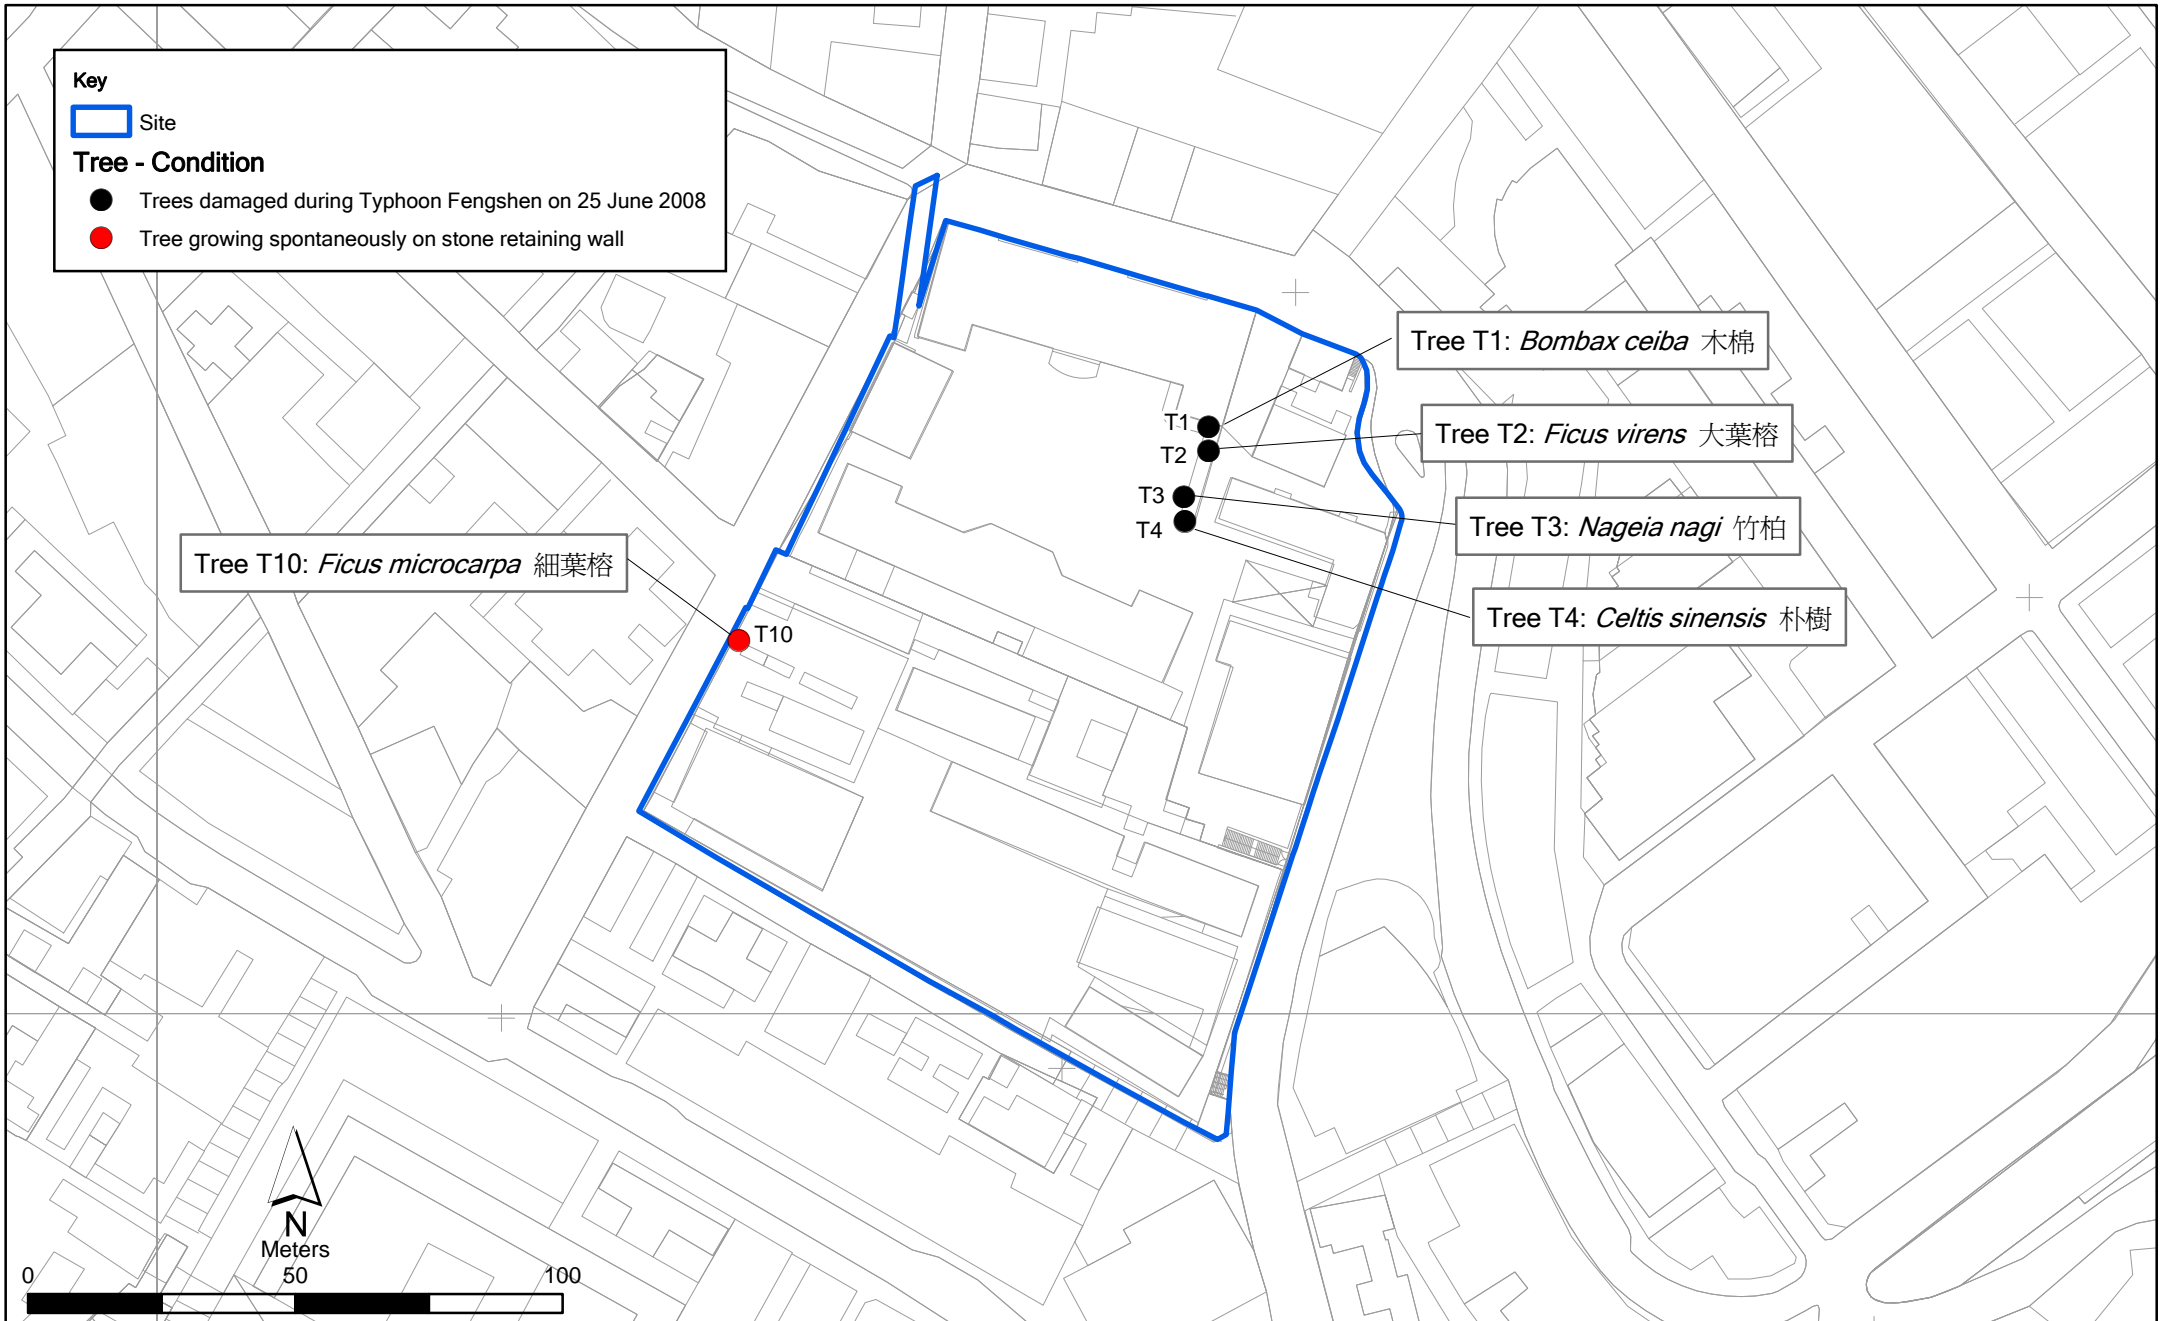 Key
Site
Tree - Condition
Trees damaged during Typhoon Fengshen on 25 June 2008
Tree growing spontaneously on stone retaining wall
Tree T1: Bombax ceiba 木棉
T1
Tree T2: Ficus virens 大葉榕
T2
T3
Tree T3: Nageia nagi 竹柏
T4
Tree T10: Ficus microcarpa 細葉榕
Tree T4: Celtis sinensis 朴樹
T10
N
Meters
0 50 100